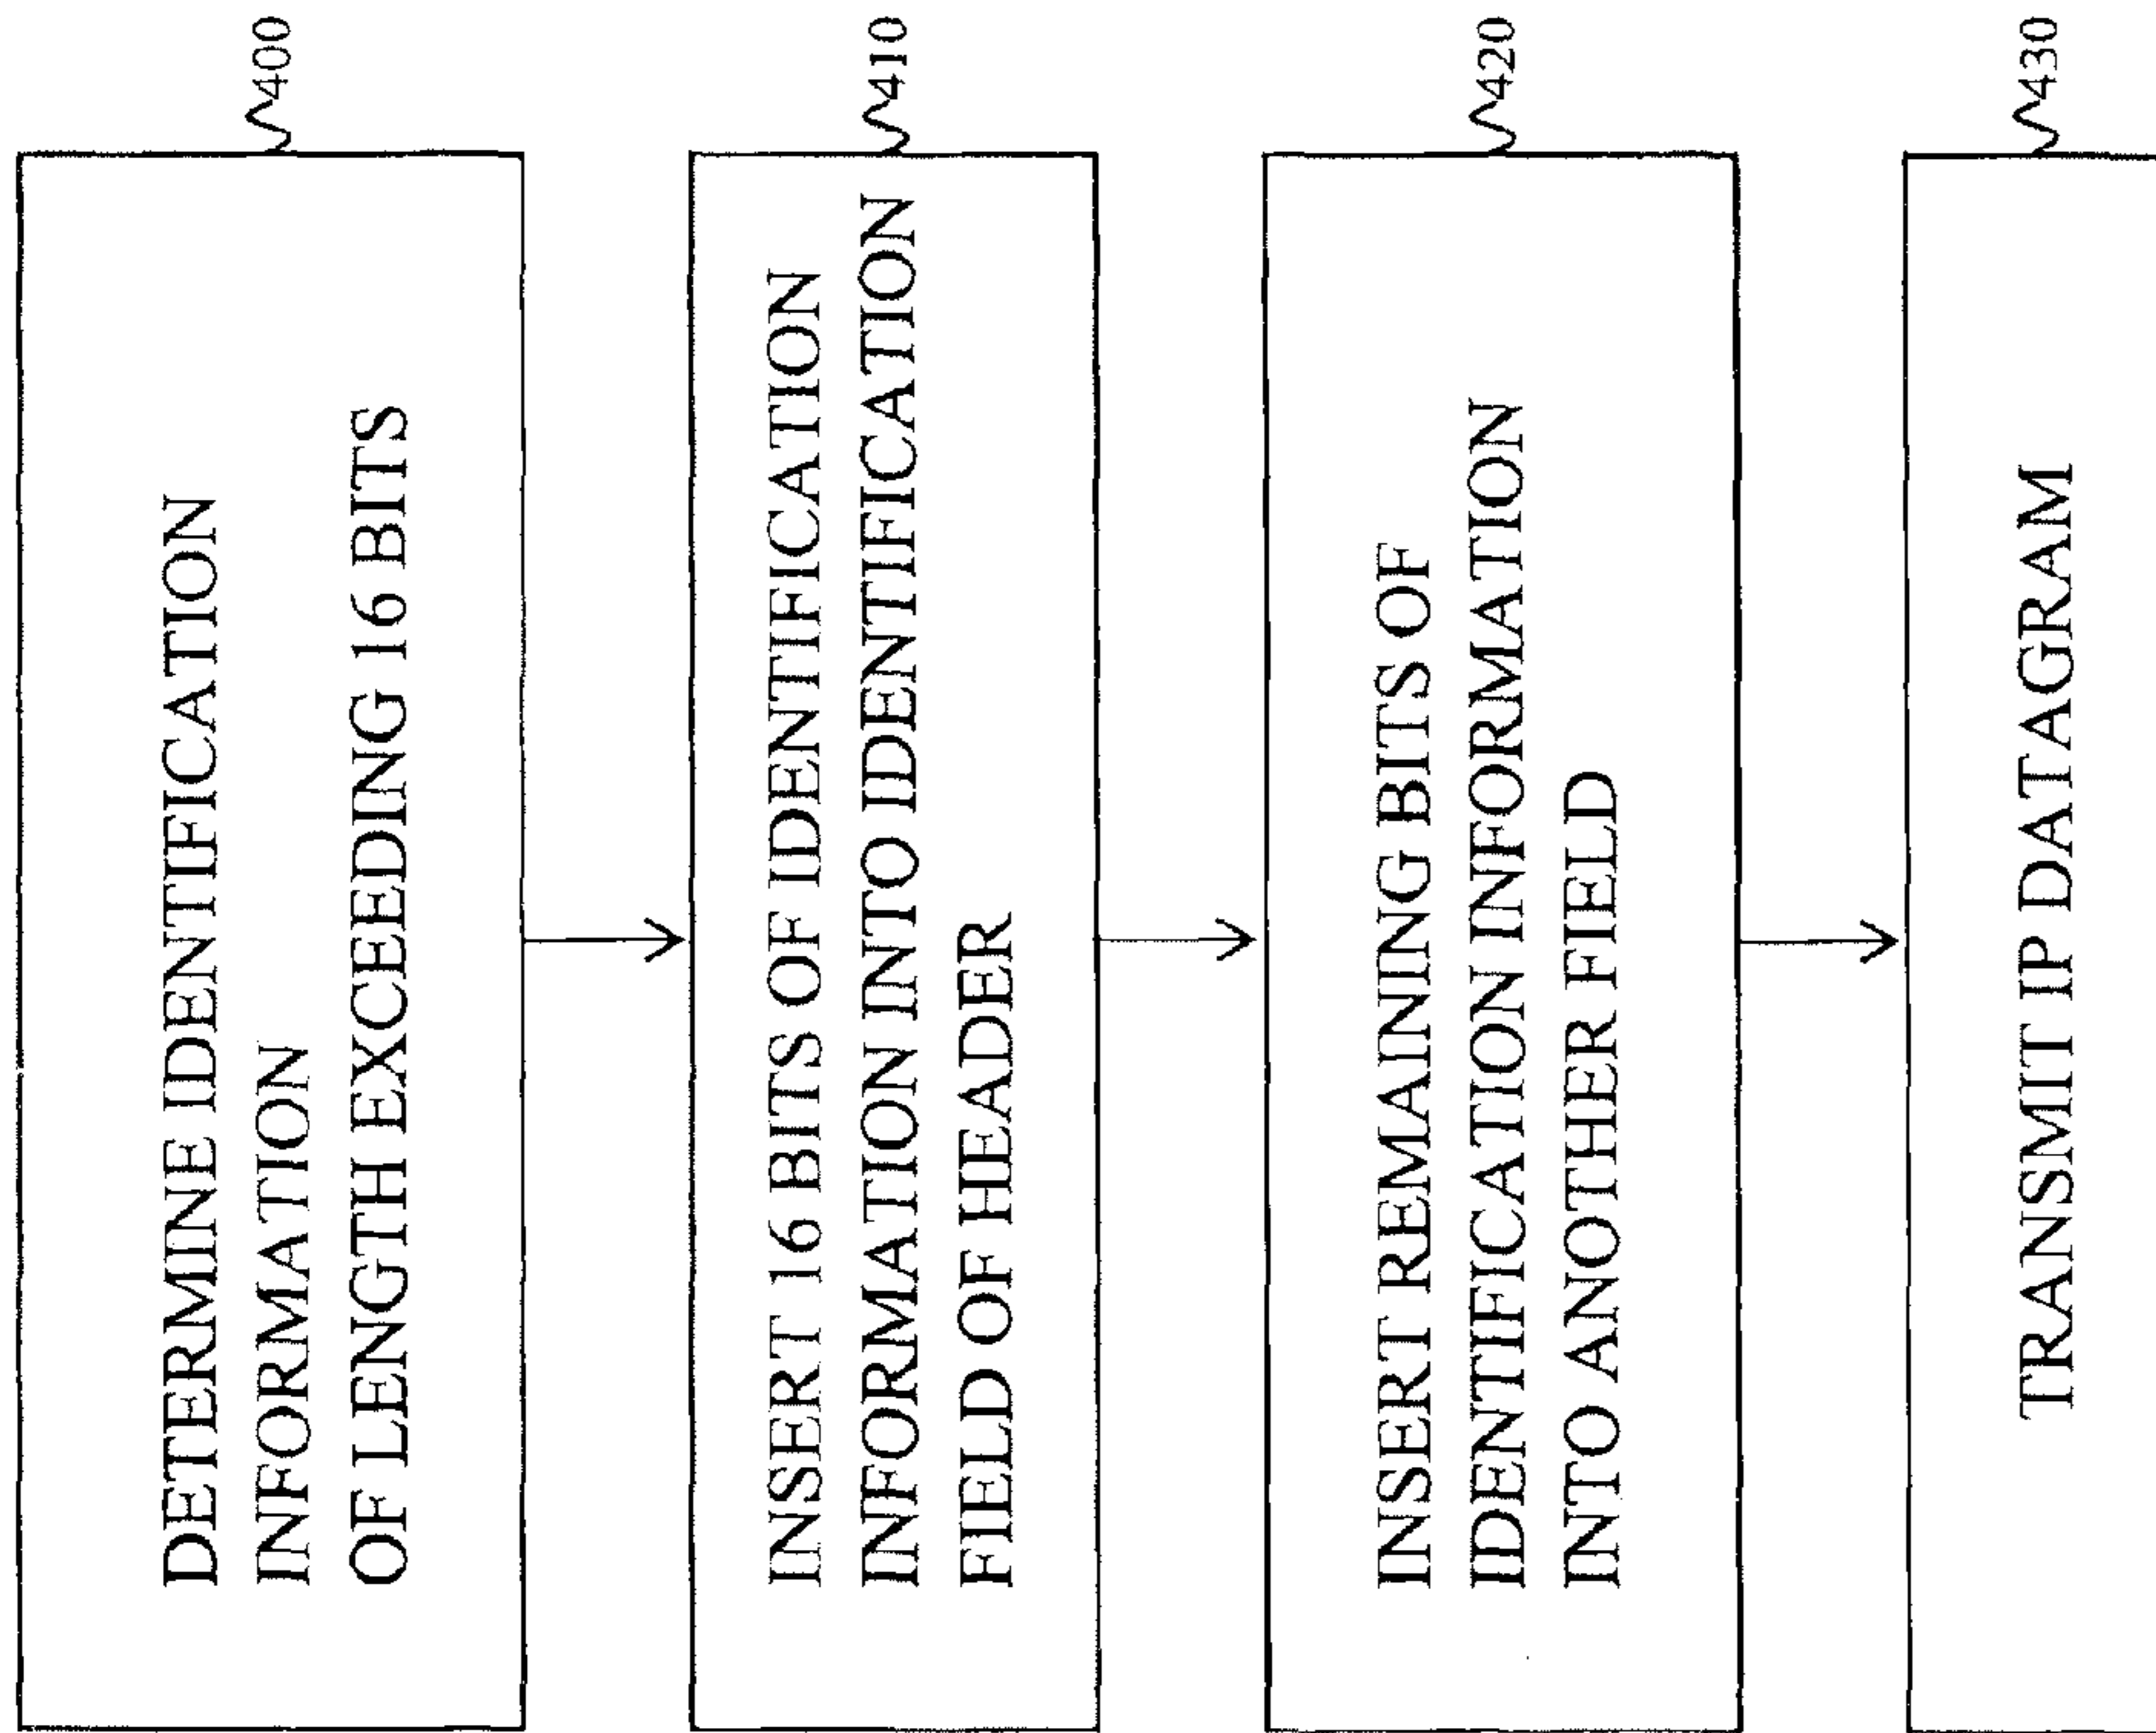 DETERMINE IDENTIFICATION
INFORMATION
OF LENGTH EXCEEDING 16 BITS
400
INSERT 16 BITS OF IDENTIFICATION
INFORMATION INTO IDENTIFICATION
FIELD OF HEADER
410
INSERT REMAINING BITS OF
IDENTIFICATION INFORMATION
INTO ANOTHER FIELD
420
TRANSMIT IP DATAGRAM
430